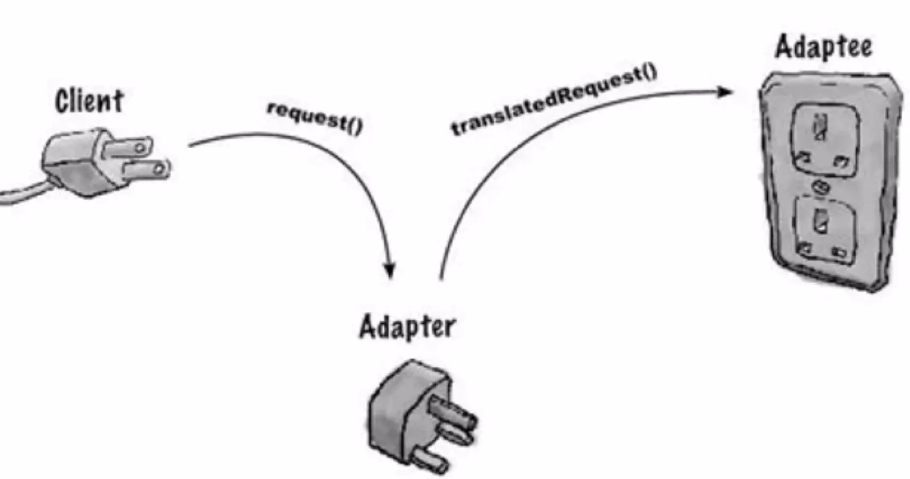 Client
request()
translatedRequest()
Adaptee
Adapter